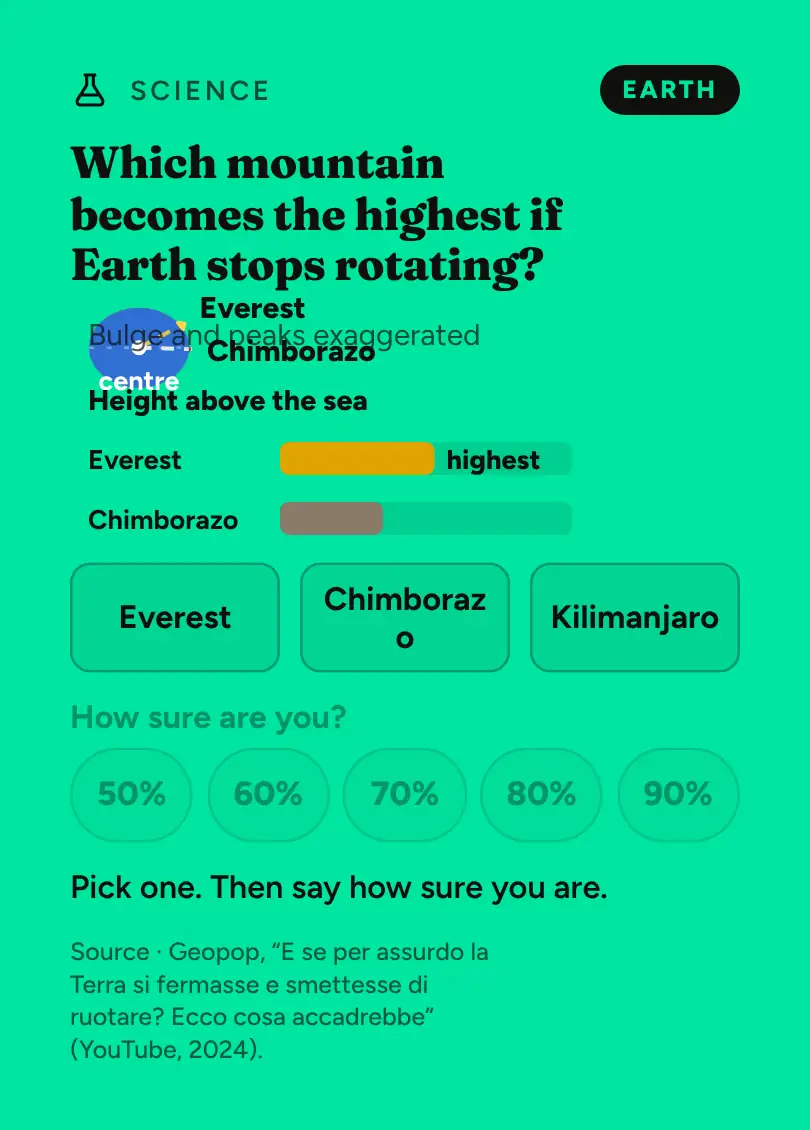 SCIENCE
EARTH
Which mountain
becomes the highest if
Earth stops rotating?
Everest
Bulge and peaks exaggerated
Chimborazo
centre
Height above the sea
Everest
highest
Chimborazo
Everest
Chimboraz
o
Kilimanjaro
How sure are you?
50%
60%
70%
80%
90%
Pick one. Then say how sure you are.
Source · Geopop, “E se per assurdo la
Terra si fermasse e smettesse di
ruotare? Ecco cosa accadrebbe”
(YouTube, 2024).